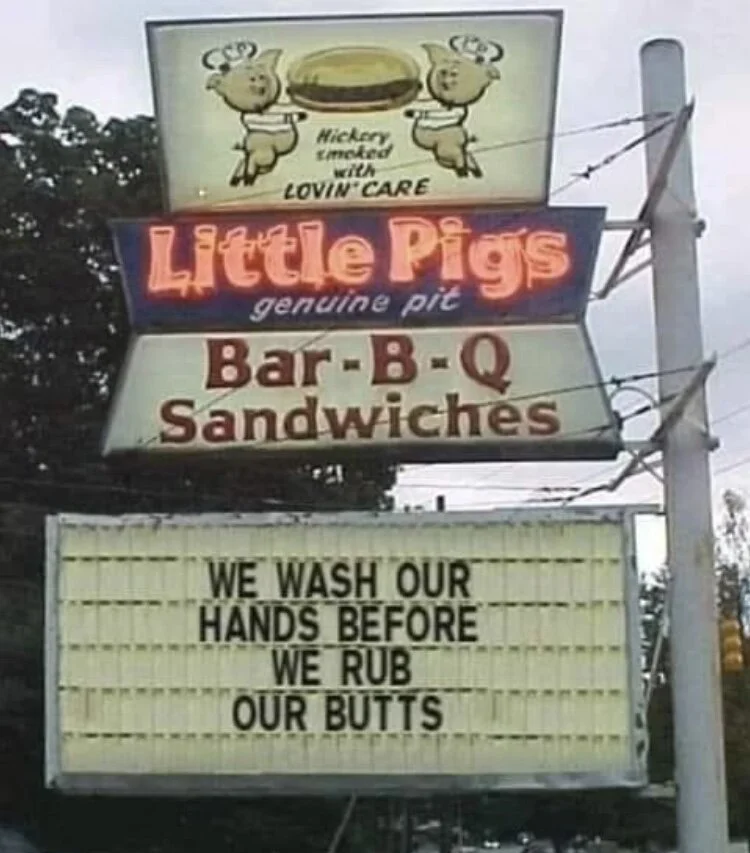 Hickory
smoked
with
LOVIN' CARE
Little Pigs
genuine pit
Bar-B-Q
Sandwiches
WE WASH OUR
HANDS BEFORE
WE RUB
OUR BUTTS